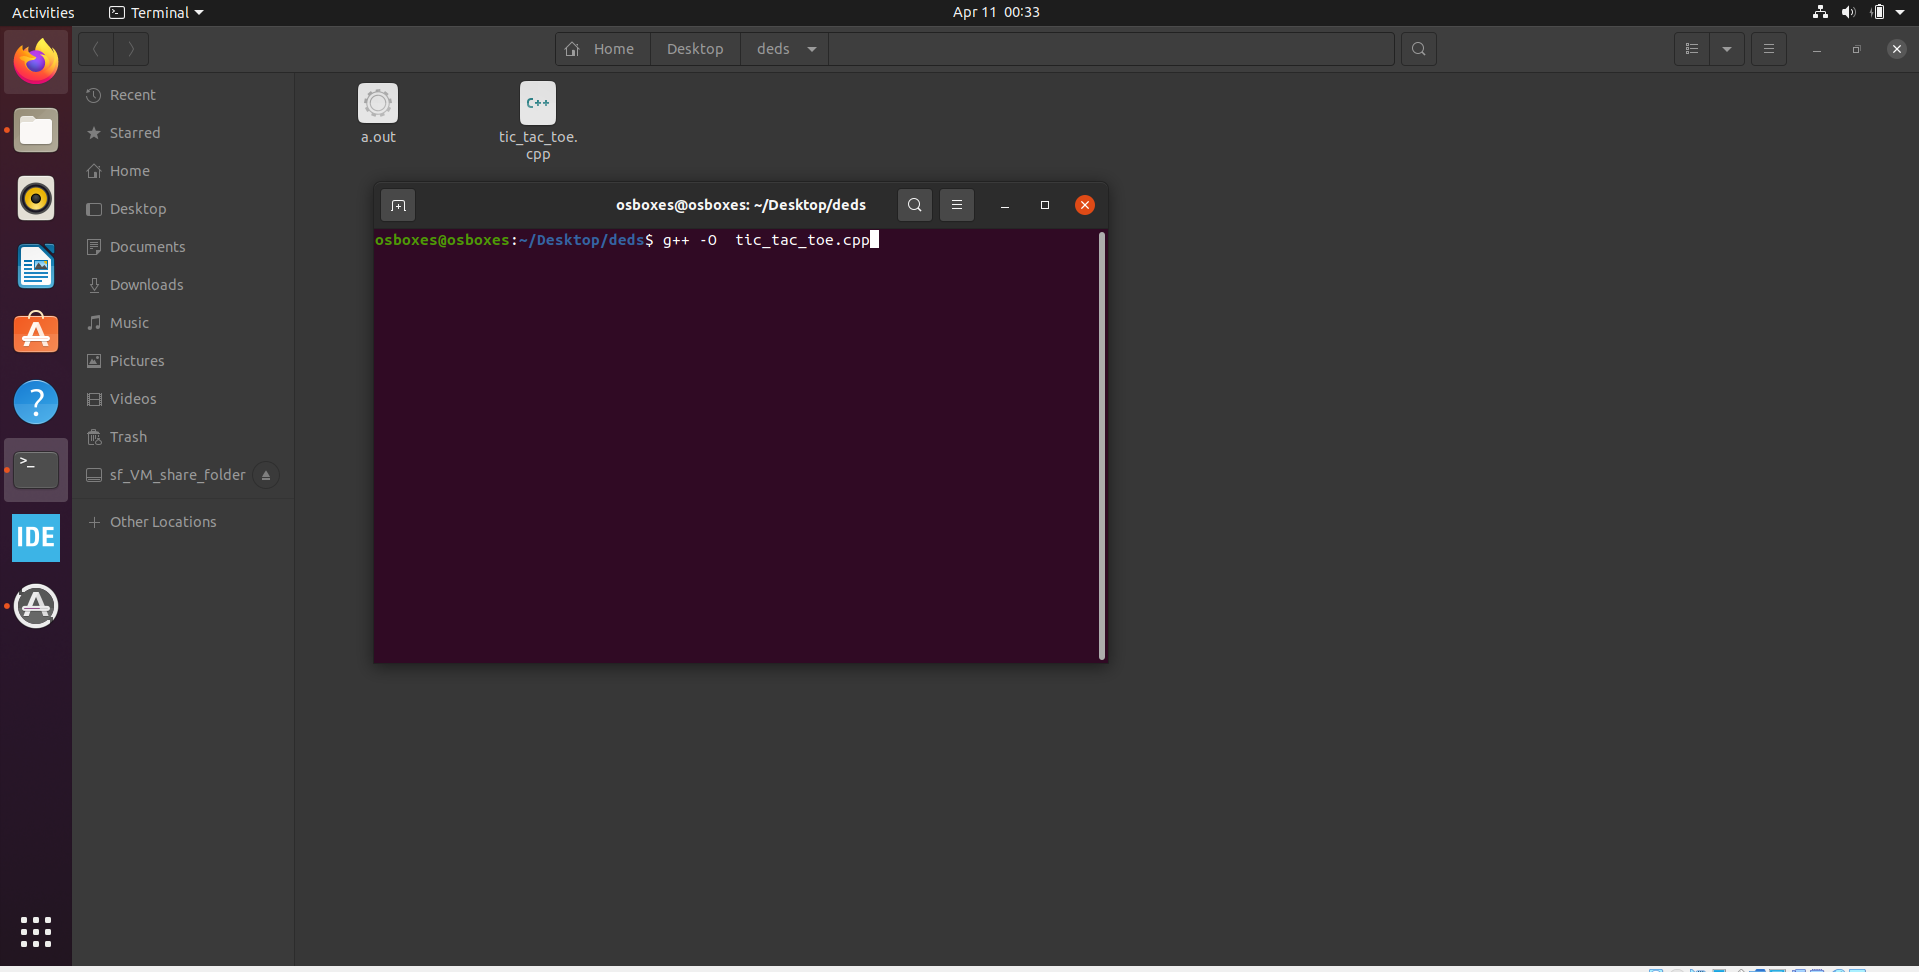 Activities
Terminal
Apr 11 00:33
Home
Desktop
deds
Recent
Starred
Home
Desktop
Documents
Downloads
Music
Pictures
Videos
Trash
sf_VM_share_folder
Other Locations
a.out
C++
tic_tac_toe.
cpp
osboxes@osboxes: ~/Desktop/deds
osboxes@osboxes:~/Desktop/deds$ g++ -O  tic_tac_toe.cpp
>_
IDE